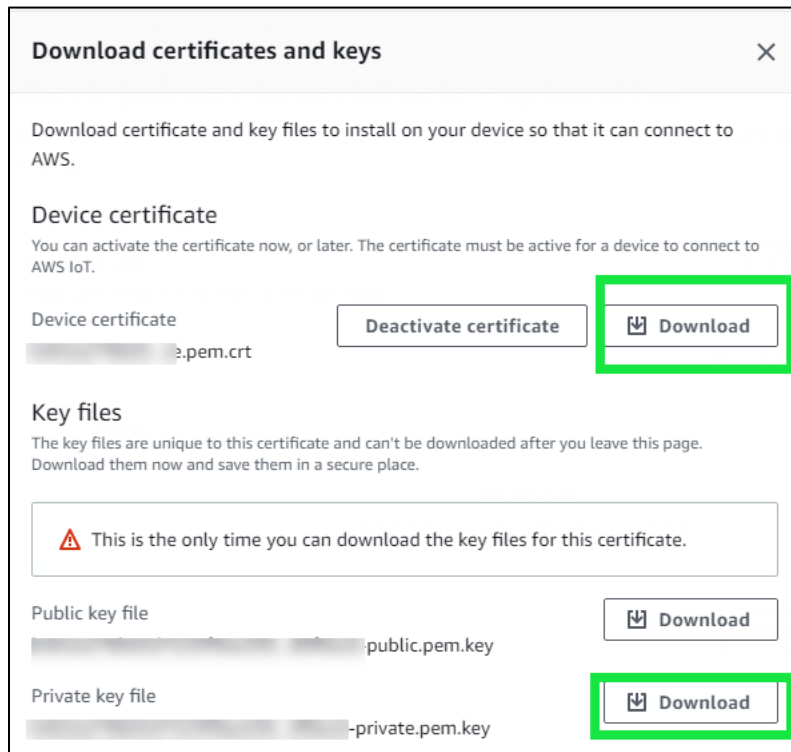 Download certificates and keys
Download certificate and key files to install on your device so that it can connect to
AWS.
Device certificate
You can activate the certificate now, or later. The certificate must be active for a device to connect to
AWS IoT.
Device certificate
Deactivate certificate
Download
e.pem.crt
Key files
The key files are unique to this certificate and can't be downloaded after you leave this page.
Download them now and save them in a secure place.
This is the only time you can download the key files for this certificate.
Public key file
Download
-public.pem.key
Private key file
Download
-private.pem.key